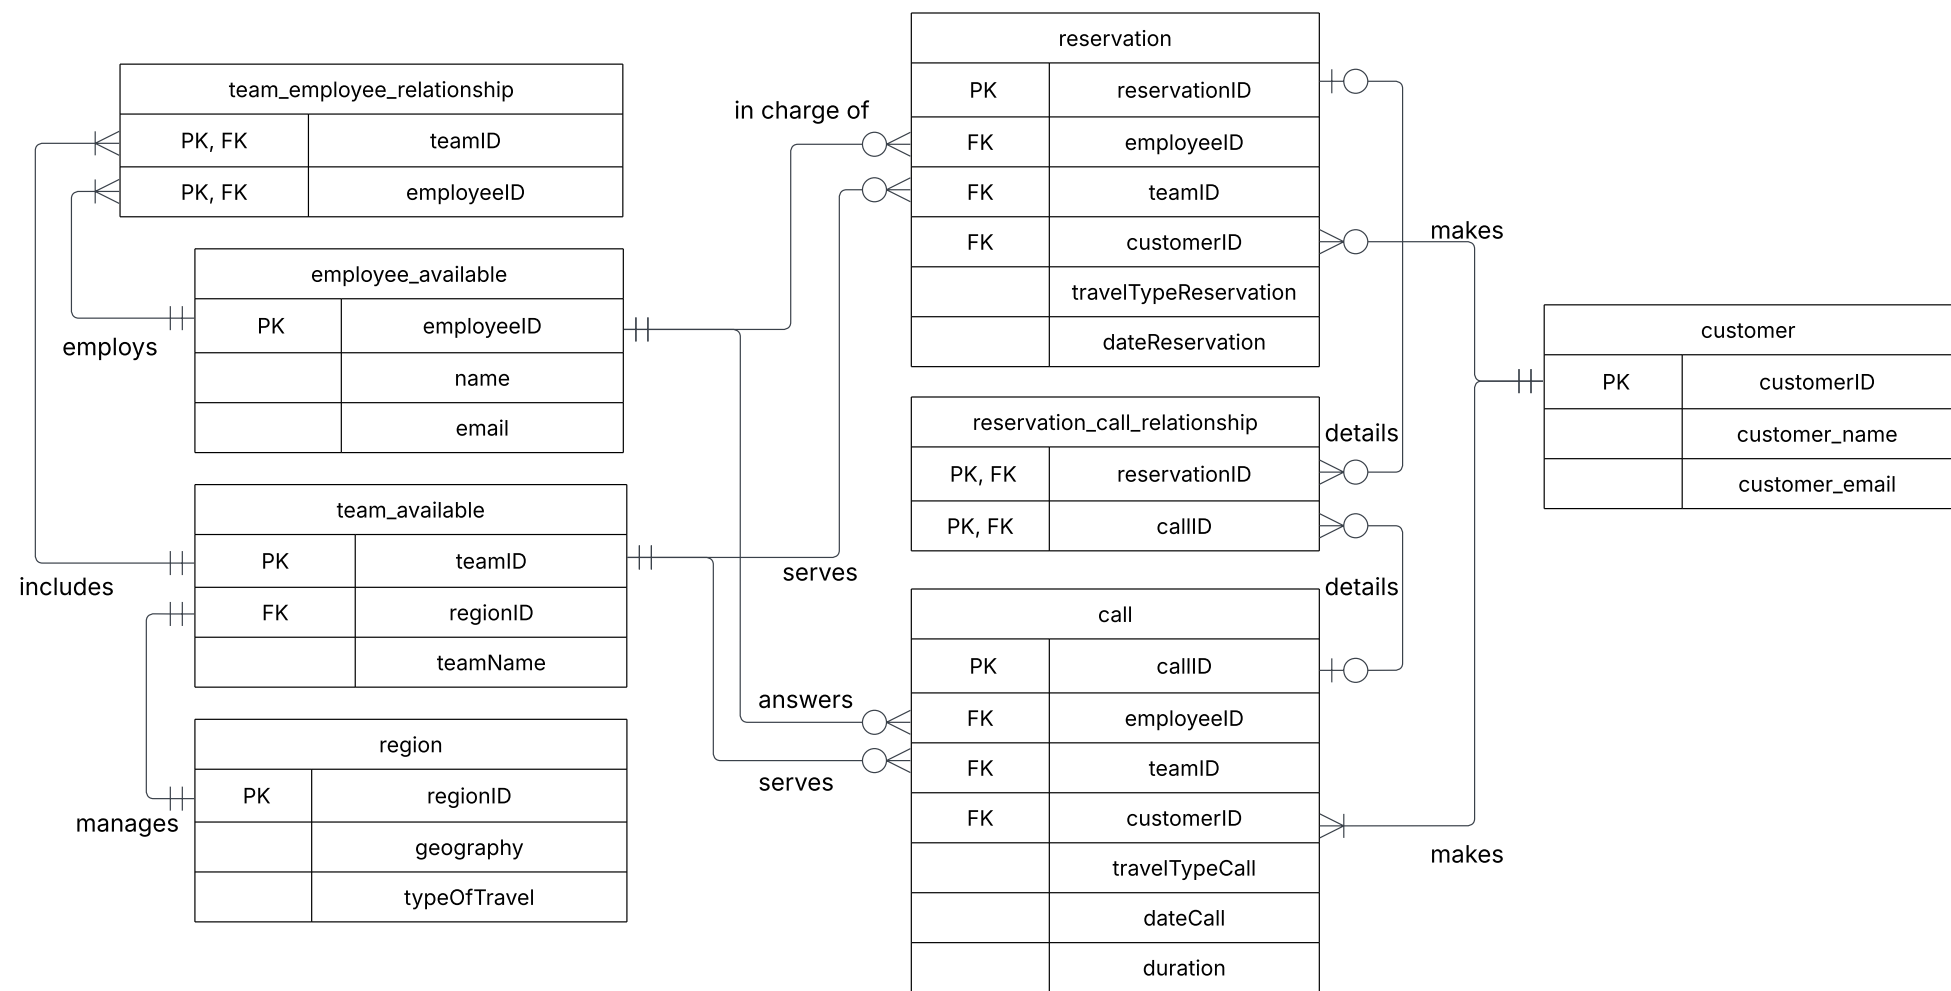 team_employee_relationship
PK, FK teamID
PK, FK employeeID
employee_available
PK employeeID
name
email
employs
team_available
PK teamID
FK regionID
teamName
includes
region
PK regionID
geography
typeOfTravel
manages
in charge of
serves
answers
serves
reservation
PK reservationID
FK employeeID
FK teamID
FK customerID
travelTypeReservation
dateReservation
reservation_call_relationship
PK, FK reservationID
PK, FK callID
details
details
call
PK callID
FK employeeID
FK teamID
FK customerID
travelTypeCall
dateCall
duration
makes
makes
customer
PK customerID
customer_name
customer_email